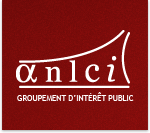 anlci
GROUPEMENT D'INTÉRÊT PUBLIC